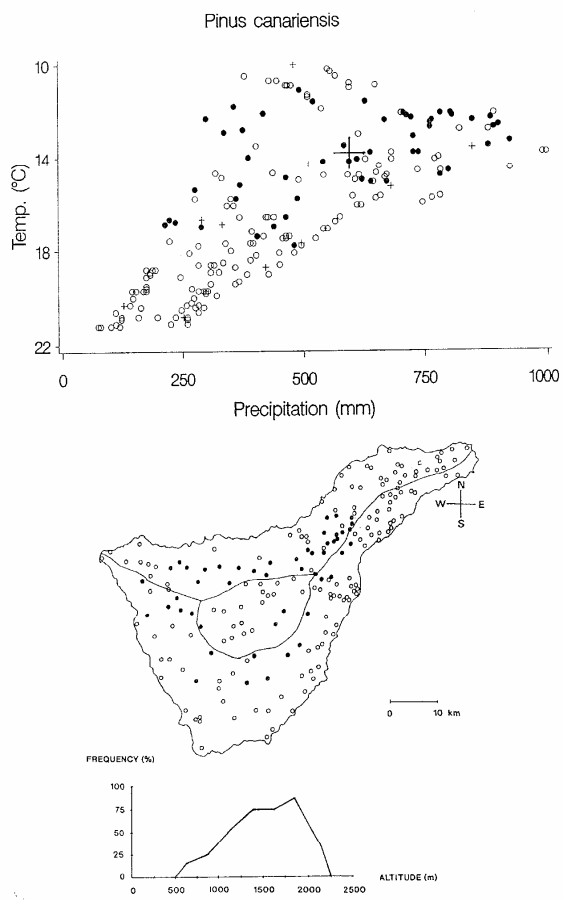 Pinus canariensis
10
14
18
22
Temp. (°C)
0 250 500 750 1000
Precipitation (mm)
N
W E
S
0 10 km
FREQUENCY (%)
100
75
50
25
0
0 500 1000 1500 2000 2500
ALTITUDE (m)